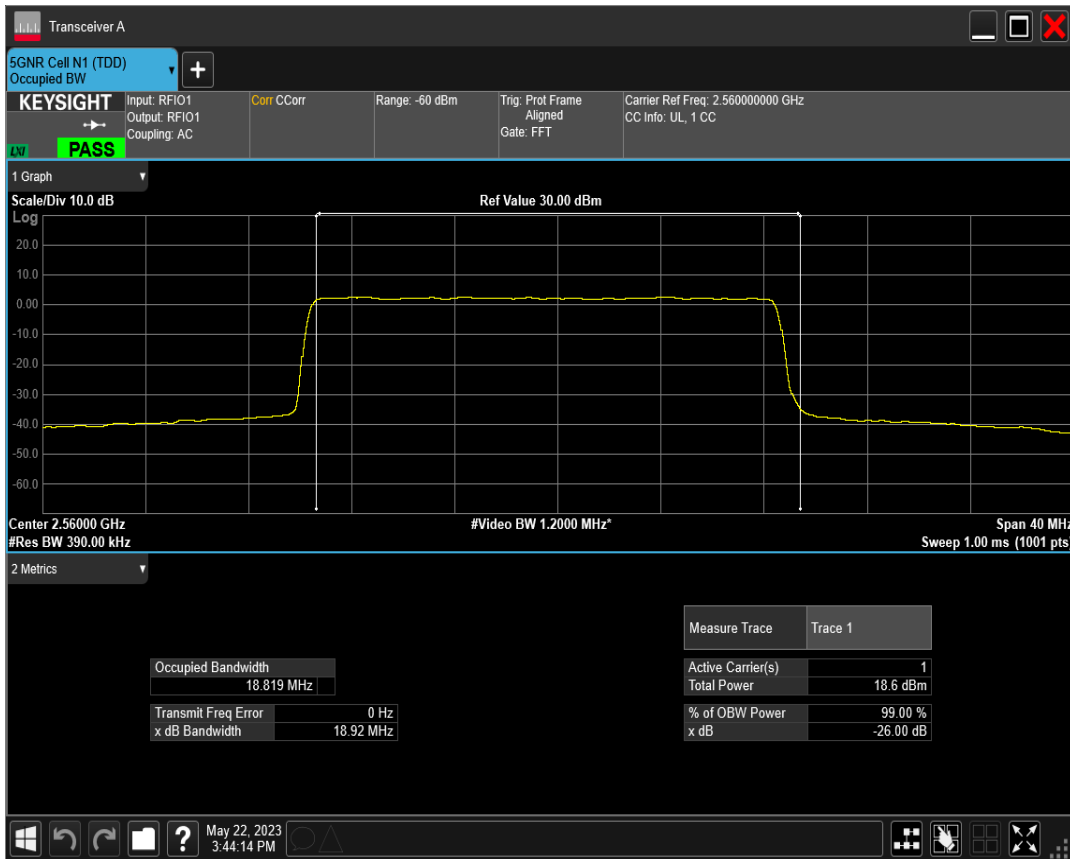 Transceiver A
5GNR Cell N1 (TDD)
Occupied BW
+
KEYSIGHT
LXI
PASS
Input: RFIO1
Output: RFIO1
Coupling: AC
Corr CCorr
Range: -60 dBm
Trig: Prot Frame
Aligned
Gate: FFT
Carrier Ref Freq: 2.560000000 GHz
CC Info: UL, 1 CC
1 Graph
Scale/Div 10.0 dB
Ref Value 30.00 dBm
Log
20.0
10.0
0.00
-10.0
-20.0
-30.0
-40.0
-50.0
-60.0
Center 2.56000 GHz
#Video BW 1.2000 MHz*
Span 40 MHz
#Res BW 390.00 kHz
Sweep 1.00 ms (1001 pts)
2 Metrics
Measure Trace Trace 1
Occupied Bandwidth
18.819 MHz
Active Carrier(s) 1
Total Power 18.6 dBm
Transmit Freq Error 0 Hz
x dB Bandwidth 18.92 MHz
% of OBW Power 99.00 %
x dB -26.00 dB
?
May 22, 2023
3:44:14 PM